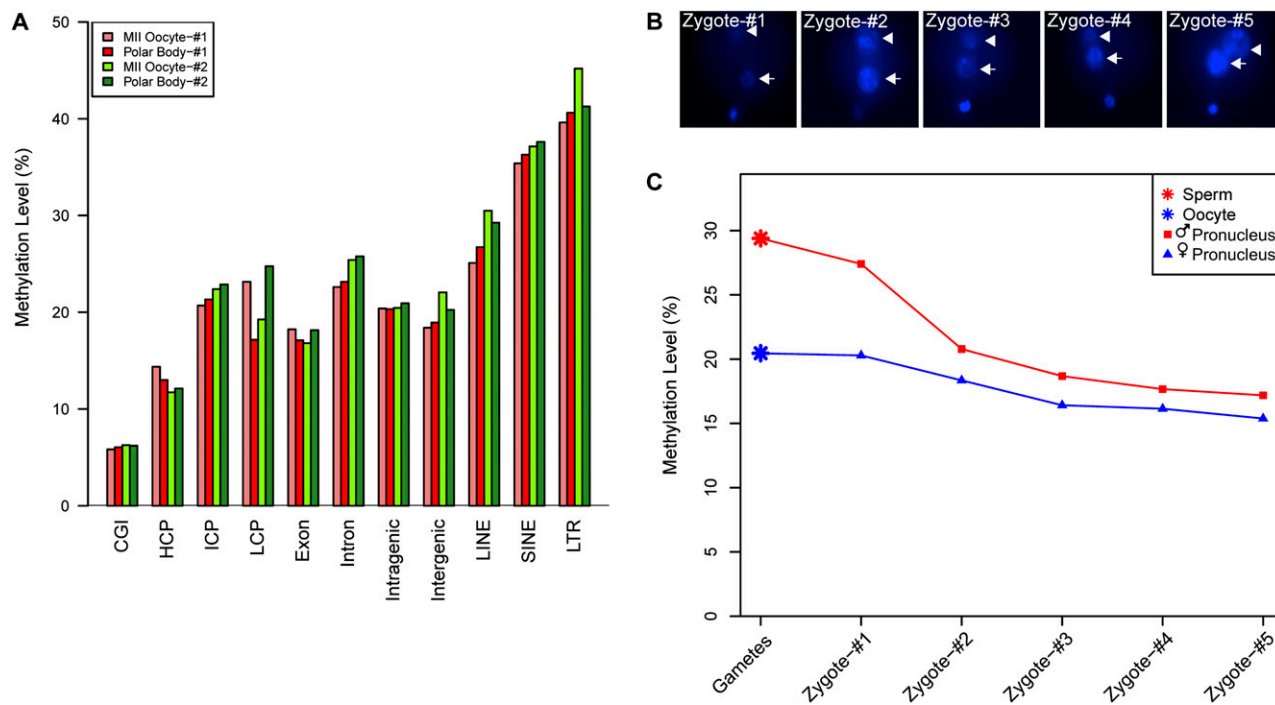 A
Methylation Level (%)
50
40
30
20
10
0
MII Oocyte-#1
Polar Body-#1
MII Oocyte-#2
Polar Body-#2
CGI
HCP
ICP
LCP
Exon
Intron
Intragenic
Intergenic
LINE
SINE
LTR
B
Zygote-#1
Zygote-#2
Zygote-#3
Zygote-#4
Zygote-#5
C
Methylation Level (%)
30
25
20
15
10
5
0
Sperm
Oocyte
♂ Pronucleus
♀ Pronucleus
Gametes
Zygote-#1
Zygote-#2
Zygote-#3
Zygote-#4
Zygote-#5